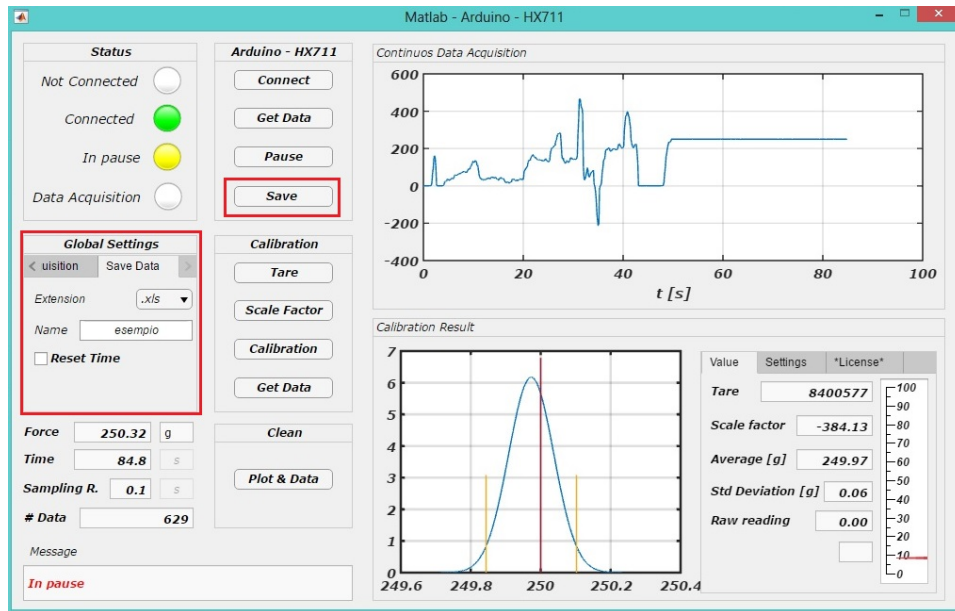 Matlab - Arduino - HX711
Status
Not Connected
Connected
In pause
Data Acquisition
Arduino - HX711
Connect
Get Data
Pause
Save
Global Settings
< uisition Save Data >
Extension .xls
Name esempio
Reset Time
Calibration
Tare
Scale Factor
Calibration
Get Data
Force 250.32 g
Time 84.8 s
Sampling R. 0.1 s
# Data 629
Clean
Plot & Data
Message
In pause
Continuos Data Acquisition
600
400
200
0
-200
-400
0 20 40 60 80 100
t [s]
Calibration Result
7
6
5
4
3
2
1
0
249.6 249.8 250 250.2 250.4
Value Settings *License*
Tare 8400577
Scale factor -384.13
Average [g] 249.97
Std Deviation [g] 0.06
Raw reading 0.00
100
90
80
70
60
50
40
30
20
10
0